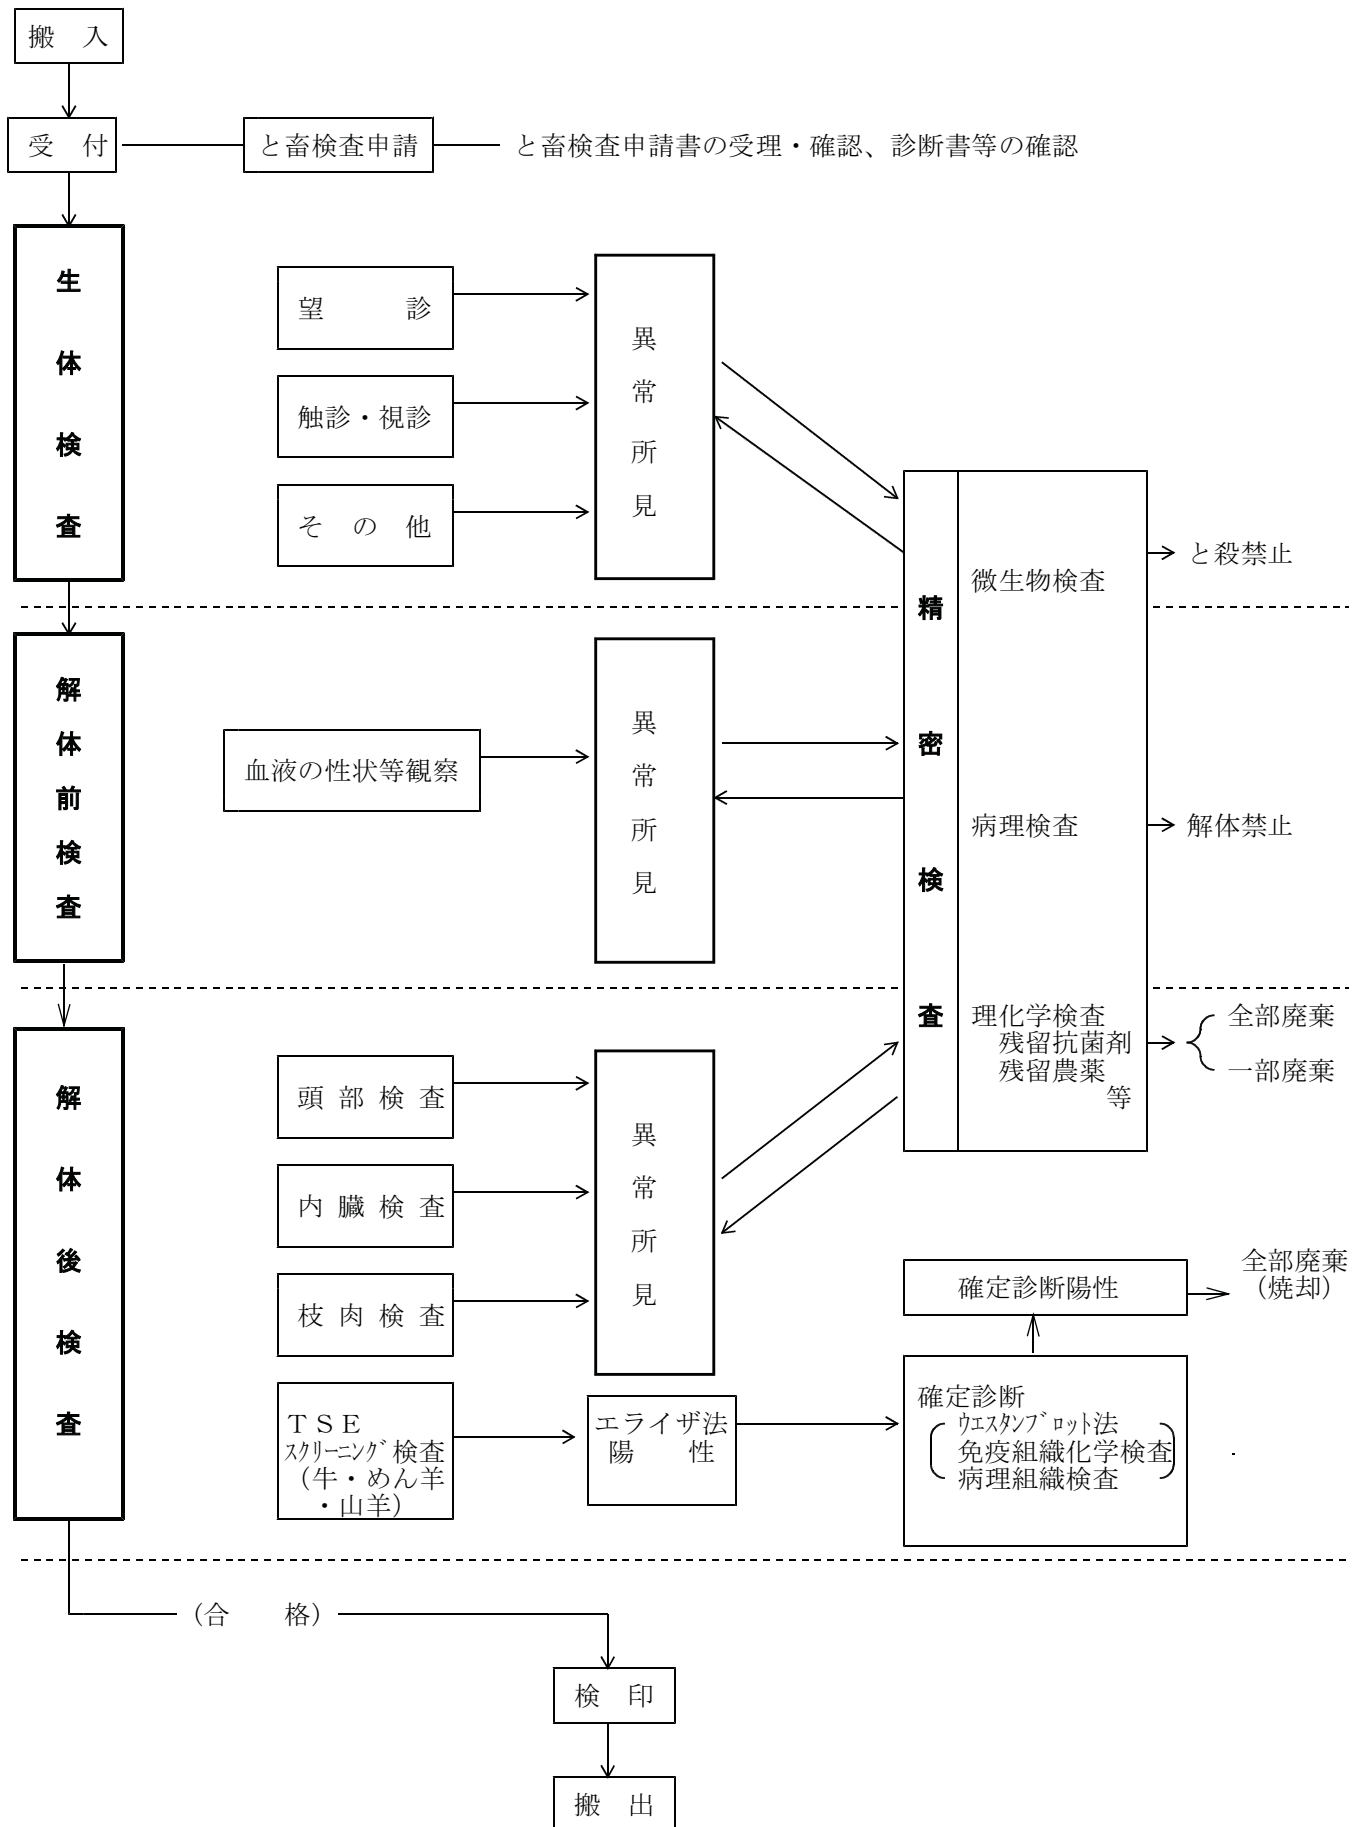 搬　入
受　付
と畜検査申請
と畜検査申請書の受理・確認、診断書等の確認
生体検査
望　　　診
触診・視診
そ　の　他
異常所見
精密検査
微生物検査
と殺禁止
解体前検査
血液の性状等観察
異常所見
病理検査
解体禁止
解体後検査
頭 部 検 査
内 臓 検 査
枝 肉 検 査
異常所見
理化学検査
残留抗菌剤
残留農薬
等
全部廃棄
一部廃棄
ＴＳＥ
ｽｸﾘｰﾆﾝｸﾞ検査
（牛・めん羊
・山羊）
エライザ法
陽　　性
確定診断
ｳｴｽﾀﾝﾌﾞﾛｯﾄ法
免疫組織化学検査
病理組織検査
確定診断陽性
全部廃棄
（焼却）
（合　　格）
検　印
搬　出